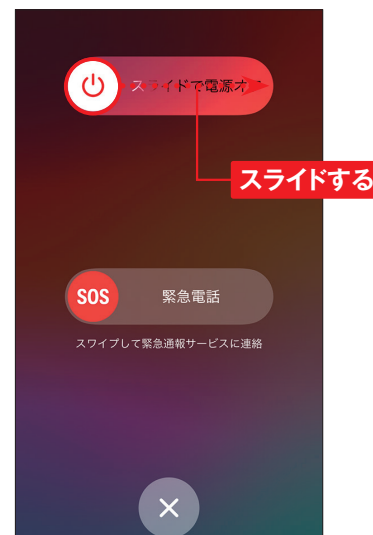 スライドで電源オフ
スライドする
SOS
緊急電話
スワイプして緊急通報サービスに連絡